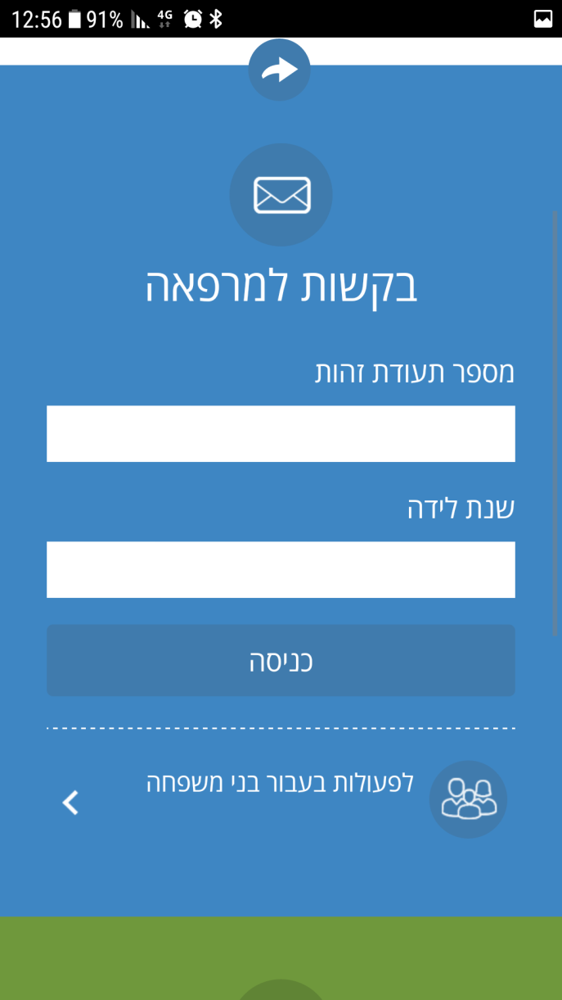 12:56 91% 4G
בקשות למרפאה
מספר תעודת זהות
שנת לידה
כניסה
לפעולות בעבור בני משפחה